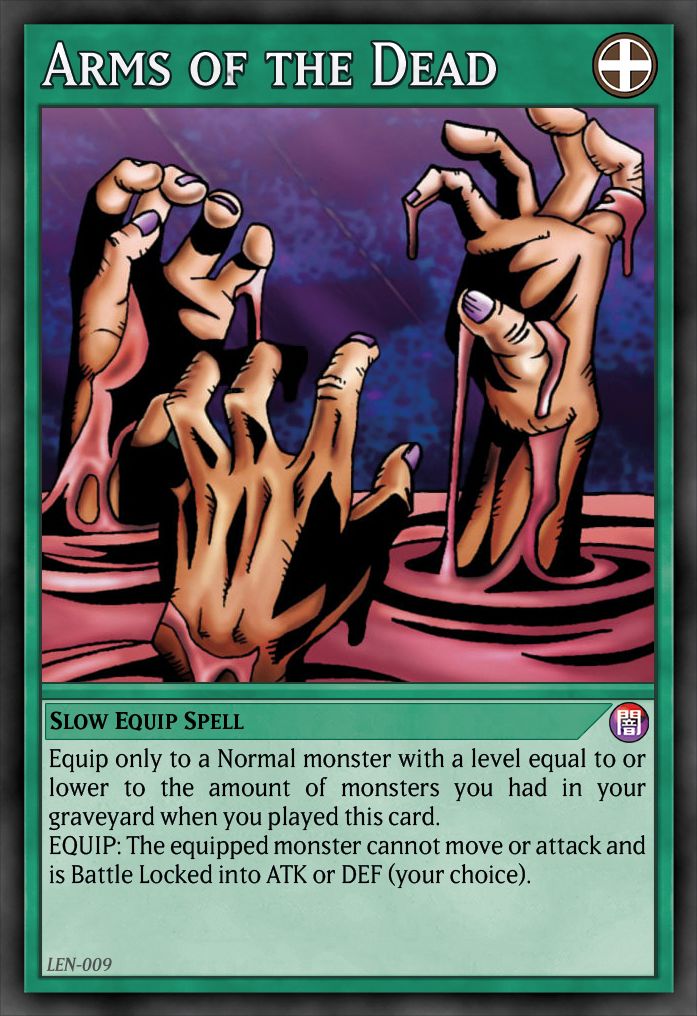 Arms of the Dead
Slow Equip Spell
闇
Equip only to a Normal monster with a level equal to or
lower to the amount of monsters you had in your
graveyard when you played this card.
EQUIP: The equipped monster cannot move or attack and
is Battle Locked into ATK or DEF (your choice).
LEN-009